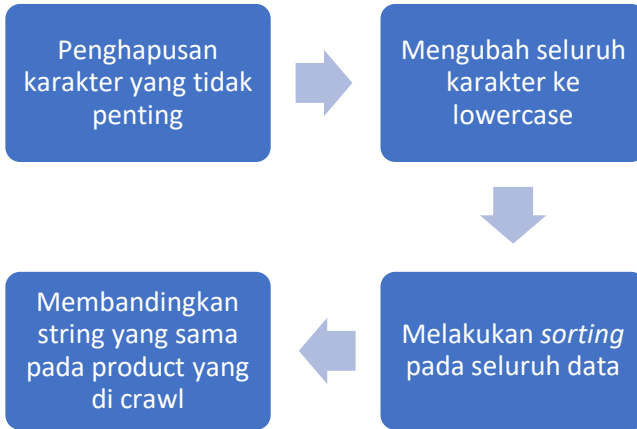 Penghapusan
karakter yang tidak
penting
Mengubah seluruh
karakter ke
lowercase
Melakukan sorting
pada seluruh data
Membandingkan
string yang sama
pada product yang
di crawl